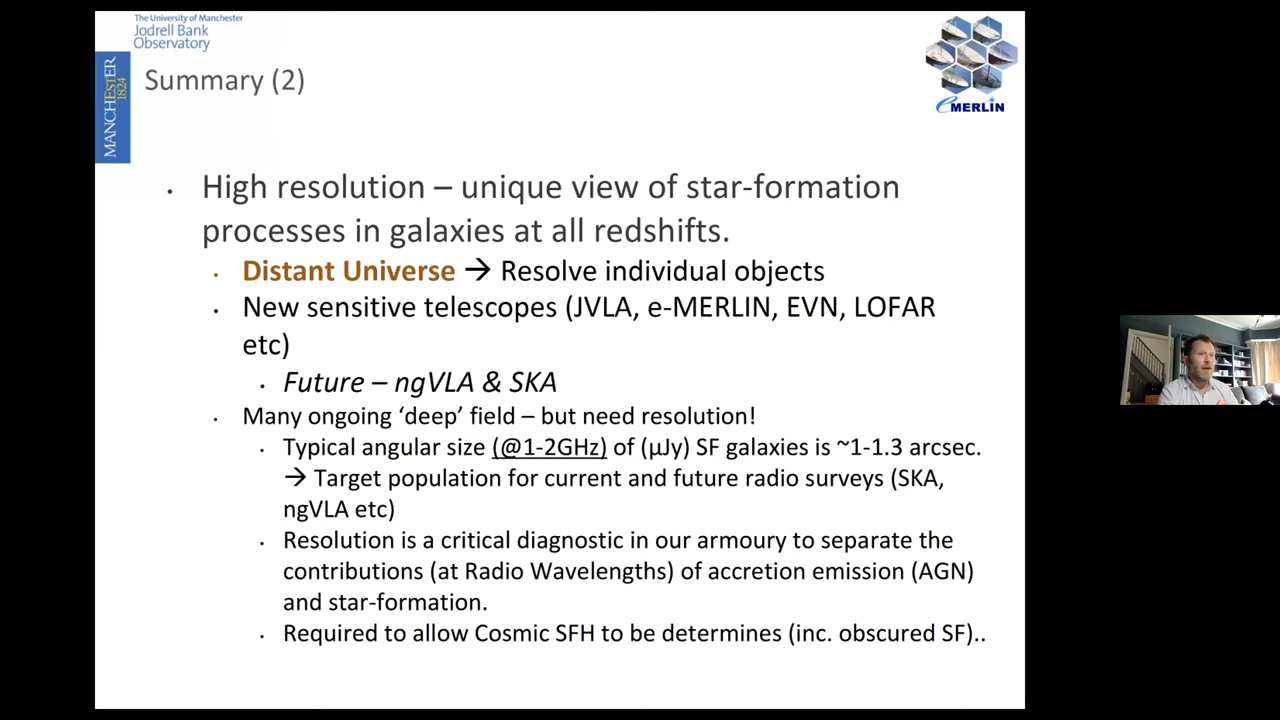 The University of Manchester
Jodrell Bank
Observatory
MANCHESTER
1824
Summary (2)
e-MERLIN
• High resolution – unique view of star-formation
processes in galaxies at all redshifts.
• Distant Universe → Resolve individual objects
• New sensitive telescopes (JVLA, e-MERLIN, EVN, LOFAR
etc)
• Future – ngVLA & SKA
• Many ongoing ‘deep’ field – but need resolution!
• Typical angular size (@1-2GHz) of (μJy) SF galaxies is ~1-1.3 arcsec.
→ Target population for current and future radio surveys (SKA,
ngVLA etc)
• Resolution is a critical diagnostic in our armoury to separate the
contributions (at Radio Wavelengths) of accretion emission (AGN)
and star-formation.
• Required to allow Cosmic SFH to be determines (inc. obscured SF)..